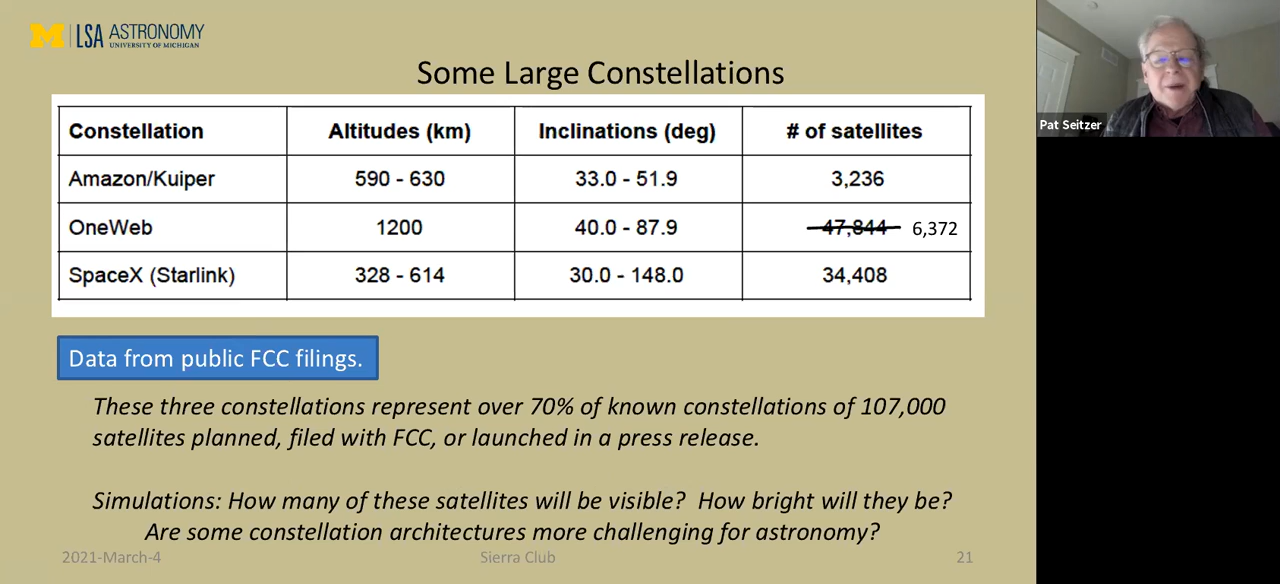 M | LSA ASTRONOMY
UNIVERSITY OF MICHIGAN
Some Large Constellations
Constellation Altitudes (km) Inclinations (deg) # of satellites
Amazon/Kuiper 590 - 630 33.0 - 51.9 3,236
OneWeb 1200 40.0 - 87.9 47,844 6,372
SpaceX (Starlink) 328 - 614 30.0 - 148.0 34,408
Data from public FCC filings.
These three constellations represent over 70% of known constellations of 107,000
satellites planned, filed with FCC, or launched in a press release.
Simulations: How many of these satellites will be visible? How bright will they be?
Are some constellation architectures more challenging for astronomy?
2021-March-4 Sierra Club 21
Pat Seitzer